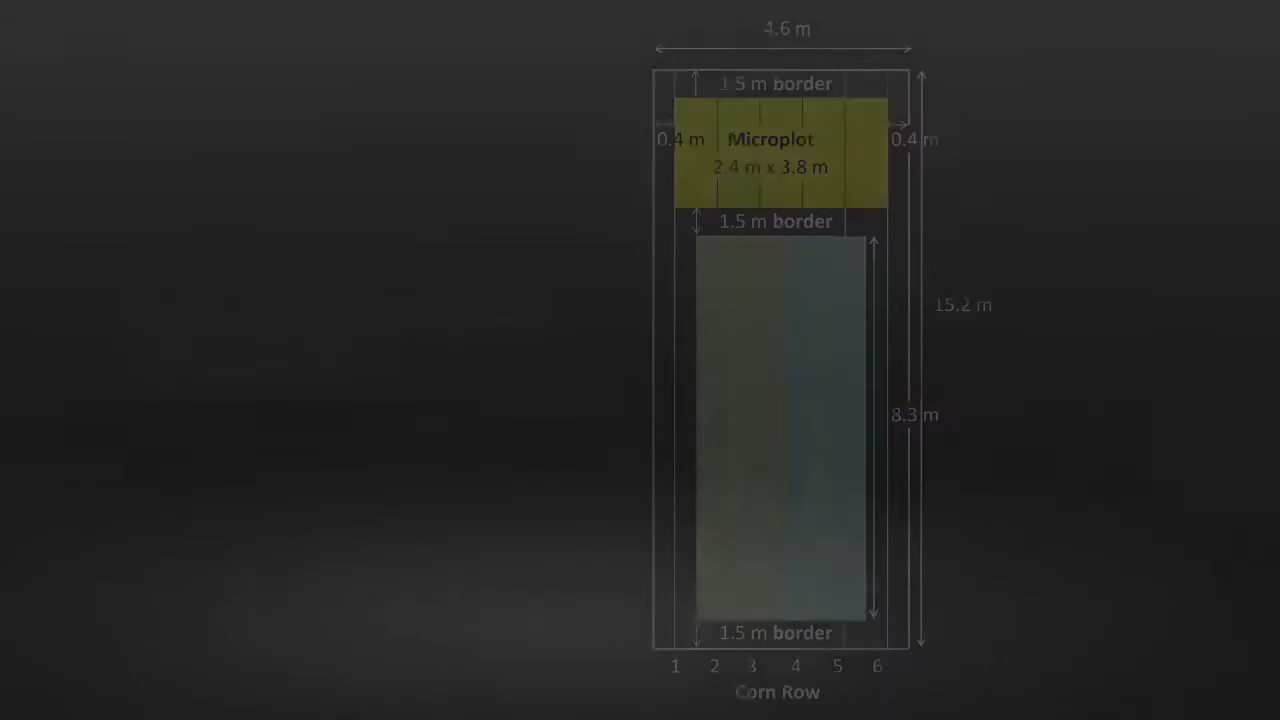 4.6 m
1.5 m border
0.4 m Microplot 0.4 m
2.4 m x 3.8 m
1.5 m border
15.2 m
8.3 m
1.5 m border
1 2 3 4 5 6
Corn Row